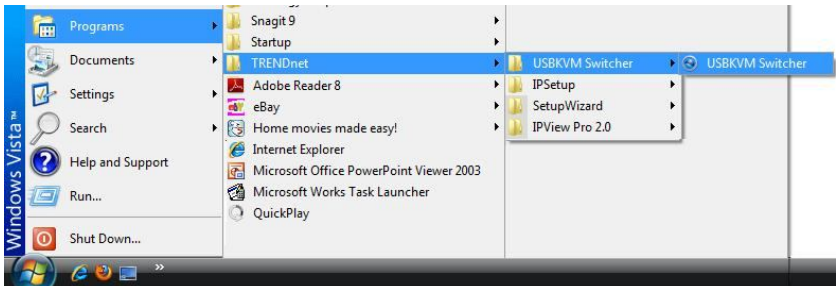 Windows Vista™
Programs
Documents
Settings
Search
Help and Support
Run...
Shut Down...
Snagit 9
Startup
TRENDnet
Adobe Reader 8
eBay
Home movies made easy!
Internet Explorer
Microsoft Office PowerPoint Viewer 2003
Microsoft Works Task Launcher
QuickPlay
USBKVM Switcher
IPSetup
SetupWizard
IPView Pro 2.0
USBKVM Switcher